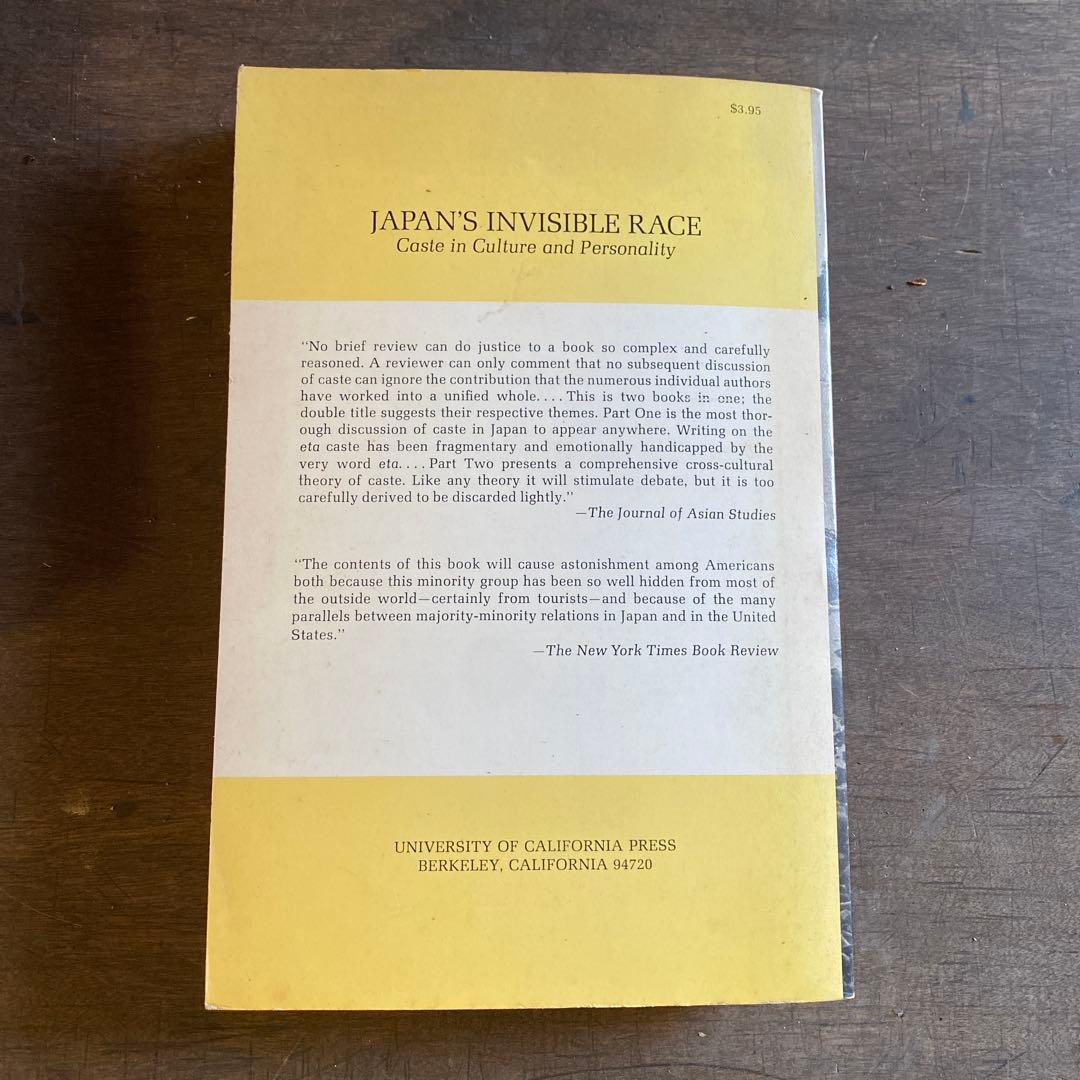 $3.95
JAPAN'S INVISIBLE RACE
Caste in Culture and Personality
“No brief review can do justice to a book so complex and carefully
reasoned. A reviewer can only comment that no subsequent discussion
of caste can ignore the contribution that the numerous individual authors
have worked into a unified whole.... This is two books in one; the
double title suggests their respective themes. Part One is the most thor-
ough discussion of caste in Japan to appear anywhere. Writing on the
eta caste has been fragmentary and emotionally handicapped by the
very word eta.... Part Two presents a comprehensive cross-cultural
theory of caste. Like any theory it will stimulate debate, but it is too
carefully derived to be discarded lightly.”
—The Journal of Asian Studies
“The contents of this book will cause astonishment among Americans
both because this minority group has been so well hidden from most of
the outside world—certainly from tourists—and because of the many
parallels between majority-minority relations in Japan and in the United
States.”
—The New York Times Book Review
UNIVERSITY OF CALIFORNIA PRESS
BERKELEY, CALIFORNIA 94720